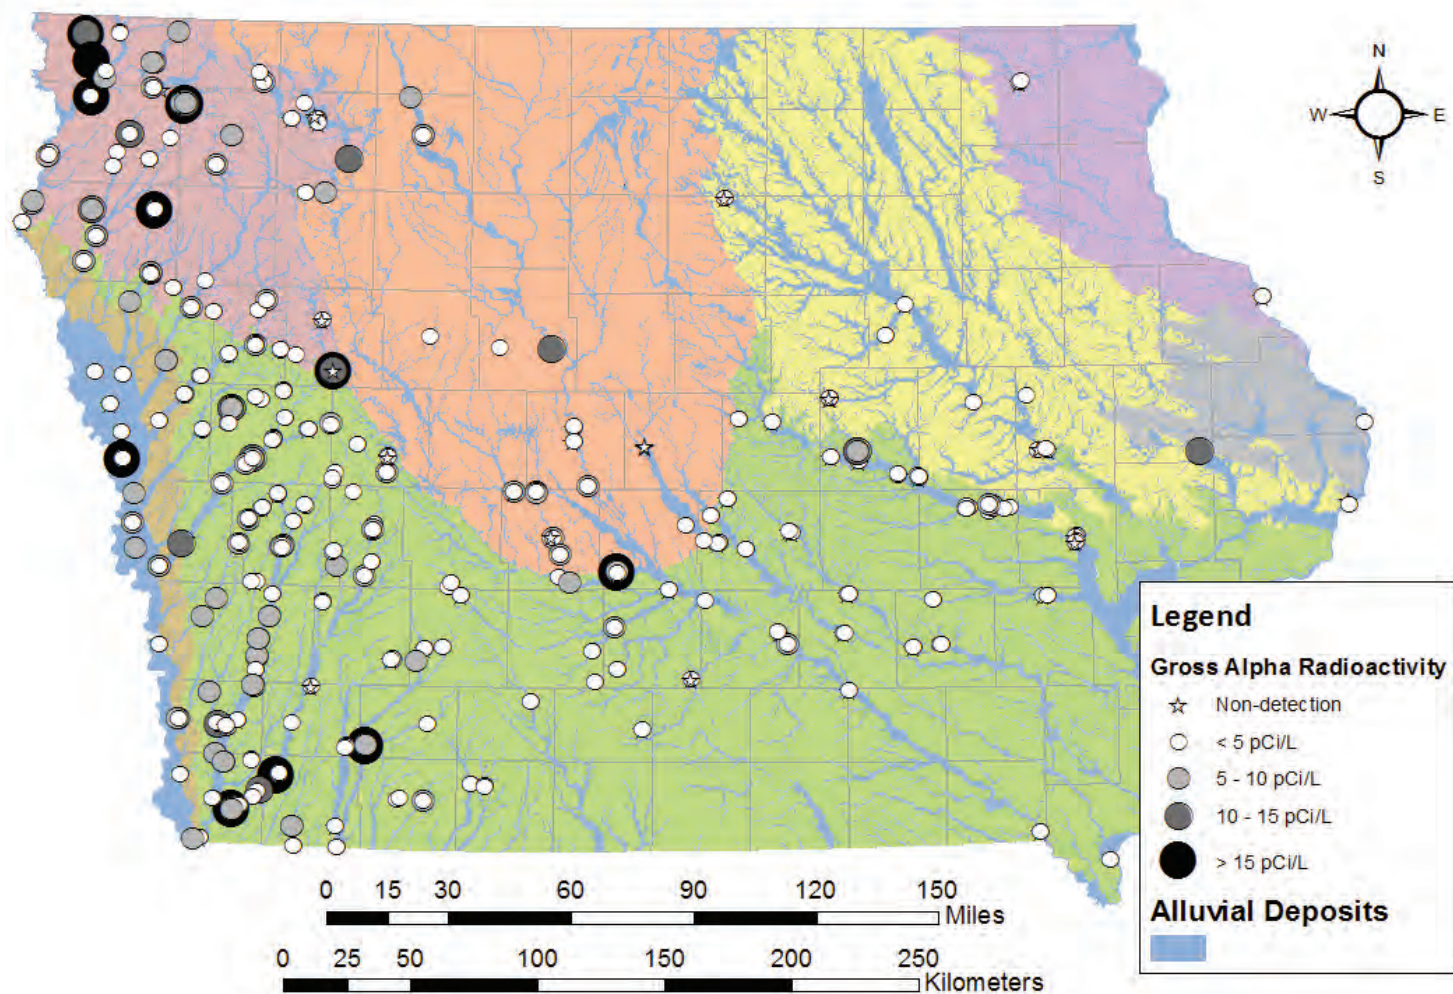 N
W E
S
Legend
Gross Alpha Radioactivity
Non-detection
< 5 pCi/L
5 - 10 pCi/L
10 - 15 pCi/L
> 15 pCi/L
Alluvial Deposits
0 15 30 60 90 120 150
Miles
0 25 50 100 150 200 250
Kilometers